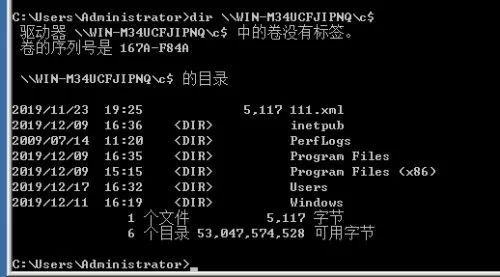 C:\Users\Administrator>dir \\WIN-M34UCFJIPNQ\c$
驱动器 \\WIN-M34UCFJIPNQ\c$ 中的卷没有标签。
卷的序列号是 167A-F84A
\\WIN-M34UCFJIPNQ\c$ 的目录
2019/11/23  19:25             5,117 111.xml
2019/12/09  16:36    <DIR>          inetpub
2009/07/14  11:20    <DIR>          PerfLogs
2019/12/09  16:35    <DIR>          Program Files
2019/12/09  15:15    <DIR>          Program Files (x86)
2019/12/17  16:32    <DIR>          Users
2019/12/11  16:19    <DIR>          Windows
1 个文件          5,117 字节
6 个目录 53,047,574,528 可用字节
C:\Users\Administrator>_